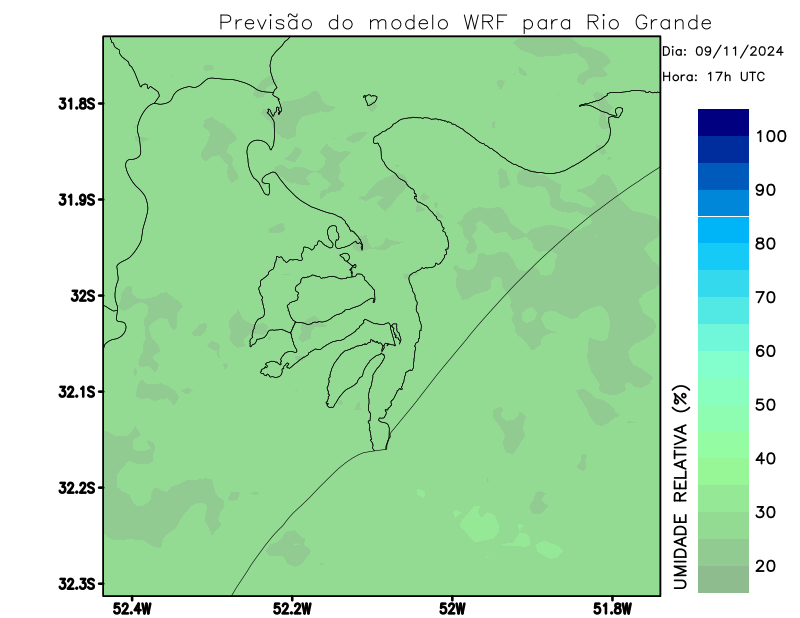 Previsão do modelo WRF para Rio Grande
Dia: 09/11/2024
Hora: 17h UTC
31.8S
31.9S
32S
32.1S
32.2S
32.3S
52.4W
52.2W
52W
51.8W
100
90
80
70
60
50
40
30
20
UMIDADE RELATIVA (%)